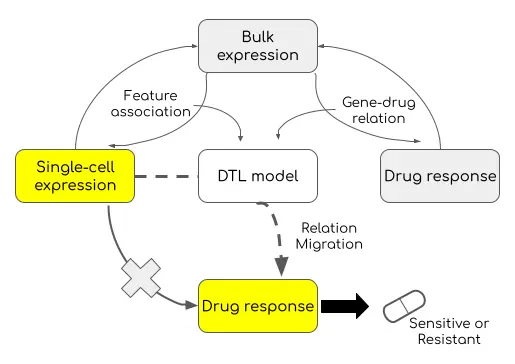 Bulk
expression
Feature
association
Gene-drug
relation
Single-cell
expression
DTL model
Drug response
Relation
Migration
Drug response
Sensitive or
Resistant